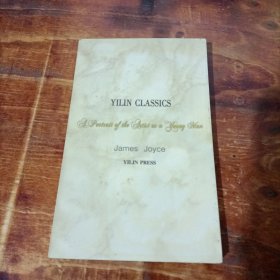 YILIN CLASSICS
A Portrait of the Artist as a Young Man
James Joyce
YILIN PRESS